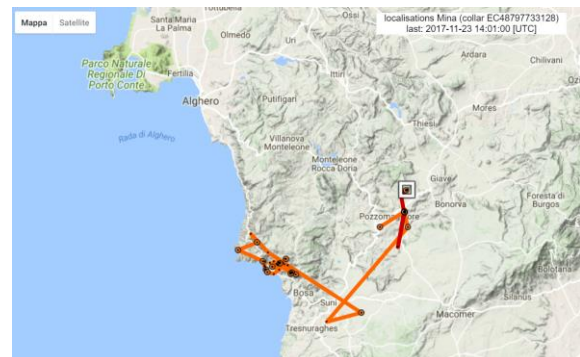 Mappa Satellite
localisations Mina (collar EC48797733128)
last: 2017-11-23 14:01:00 [UTC]
Santa Maria
La Palma
Olmedo
Ardara
Chilivani
Parco Naturale
Regionale Di
Porto Conte
Fertilia
Ittiri
Alghero
Putifigari
Mores
Thiesi
Rada di Alghero
Villanova
Monteleone
Monteleone
Rocca Doria
Giave
Bonorva
Foresta di
Burgos
Pozzomaggiore
Bolotana
Silanus
Bosa
Suni
Macomer
Tresnuraghes